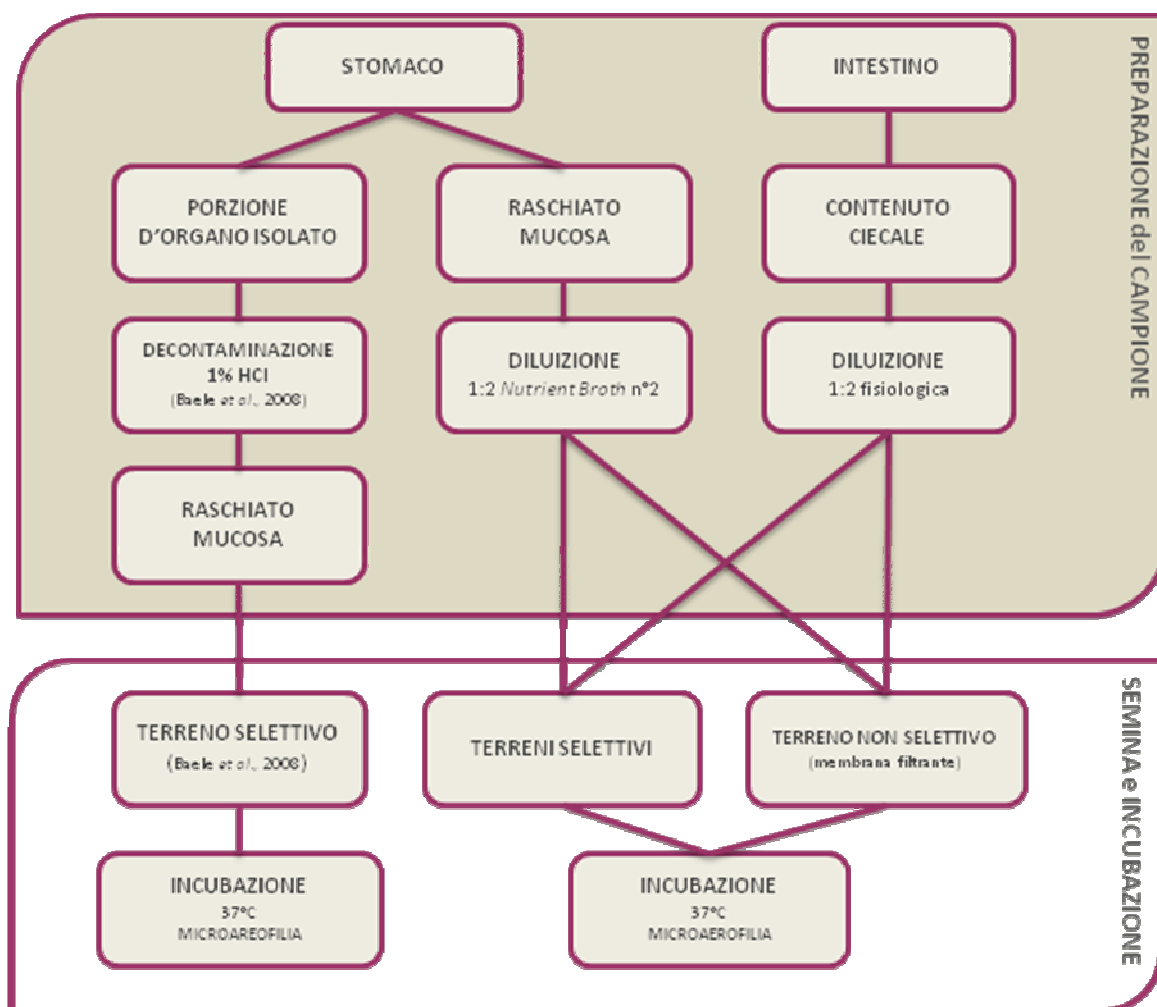 STOMACO
INTESTINO
PREPARAZIONE del CAMPIONE
PORZIONE
D'ORGANO ISOLATO
RASCHIATO
MUCOSA
CONTENUTO
CIECALE
DECONTAMINAZIONE
1% HCl
(Baele et al., 2008)
DILUIZIONE
1:2 Nutrient Broth n°2
DILUIZIONE
1:2 fisiologica
RASCHIATO
MUCOSA
SEMINA e INCUBAZIONE
TERRENO SELETTIVO
(Baele et al., 2008)
TERRENI SELETTIVI
TERRENO NON SELETTIVO
(membrana filtrante)
INCUBAZIONE
37°C
MICROAREOFILIA
INCUBAZIONE
37°C
MICROAEROFILIA